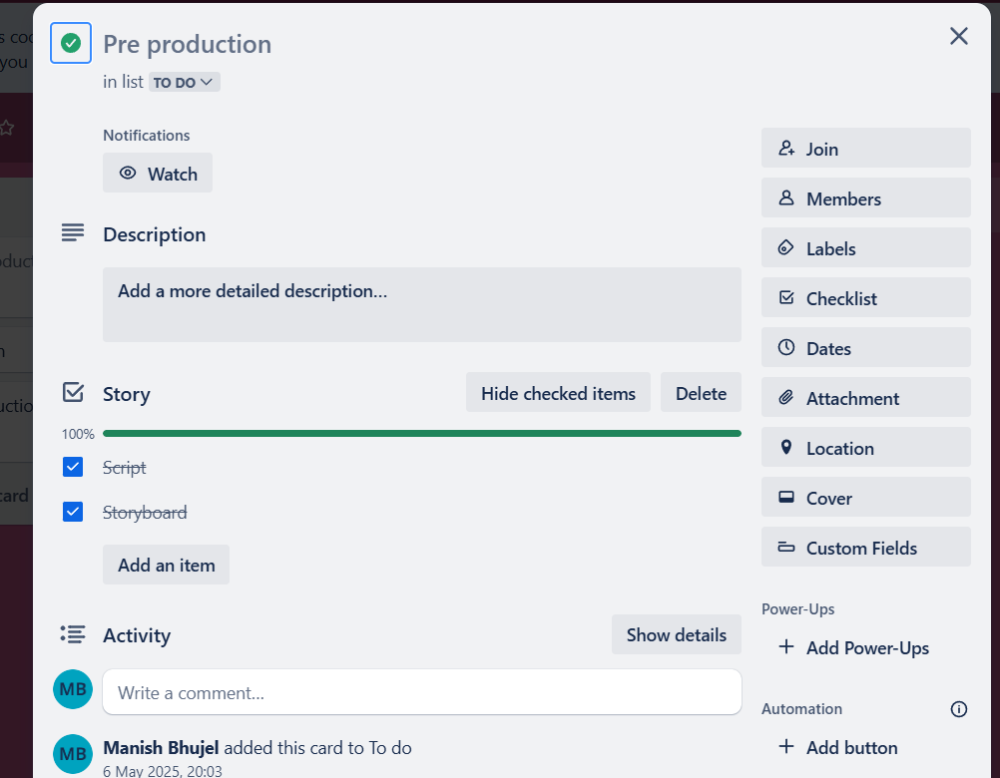 s co
you
Pre production
in list TO DO
Notifications
Watch
Description
Add a more detailed description…
Story
Hide checked items
Delete
100%
Script
Storyboard
Add an item
Activity
Show details
MB
Write a comment…
MB
Manish Bhujel added this card to To do
6 May 2025, 20:03
Join
Members
Labels
Checklist
Dates
Attachment
Location
Cover
Custom Fields
Power-Ups
Add Power-Ups
Automation
Add button
oduct
n
uctio
card